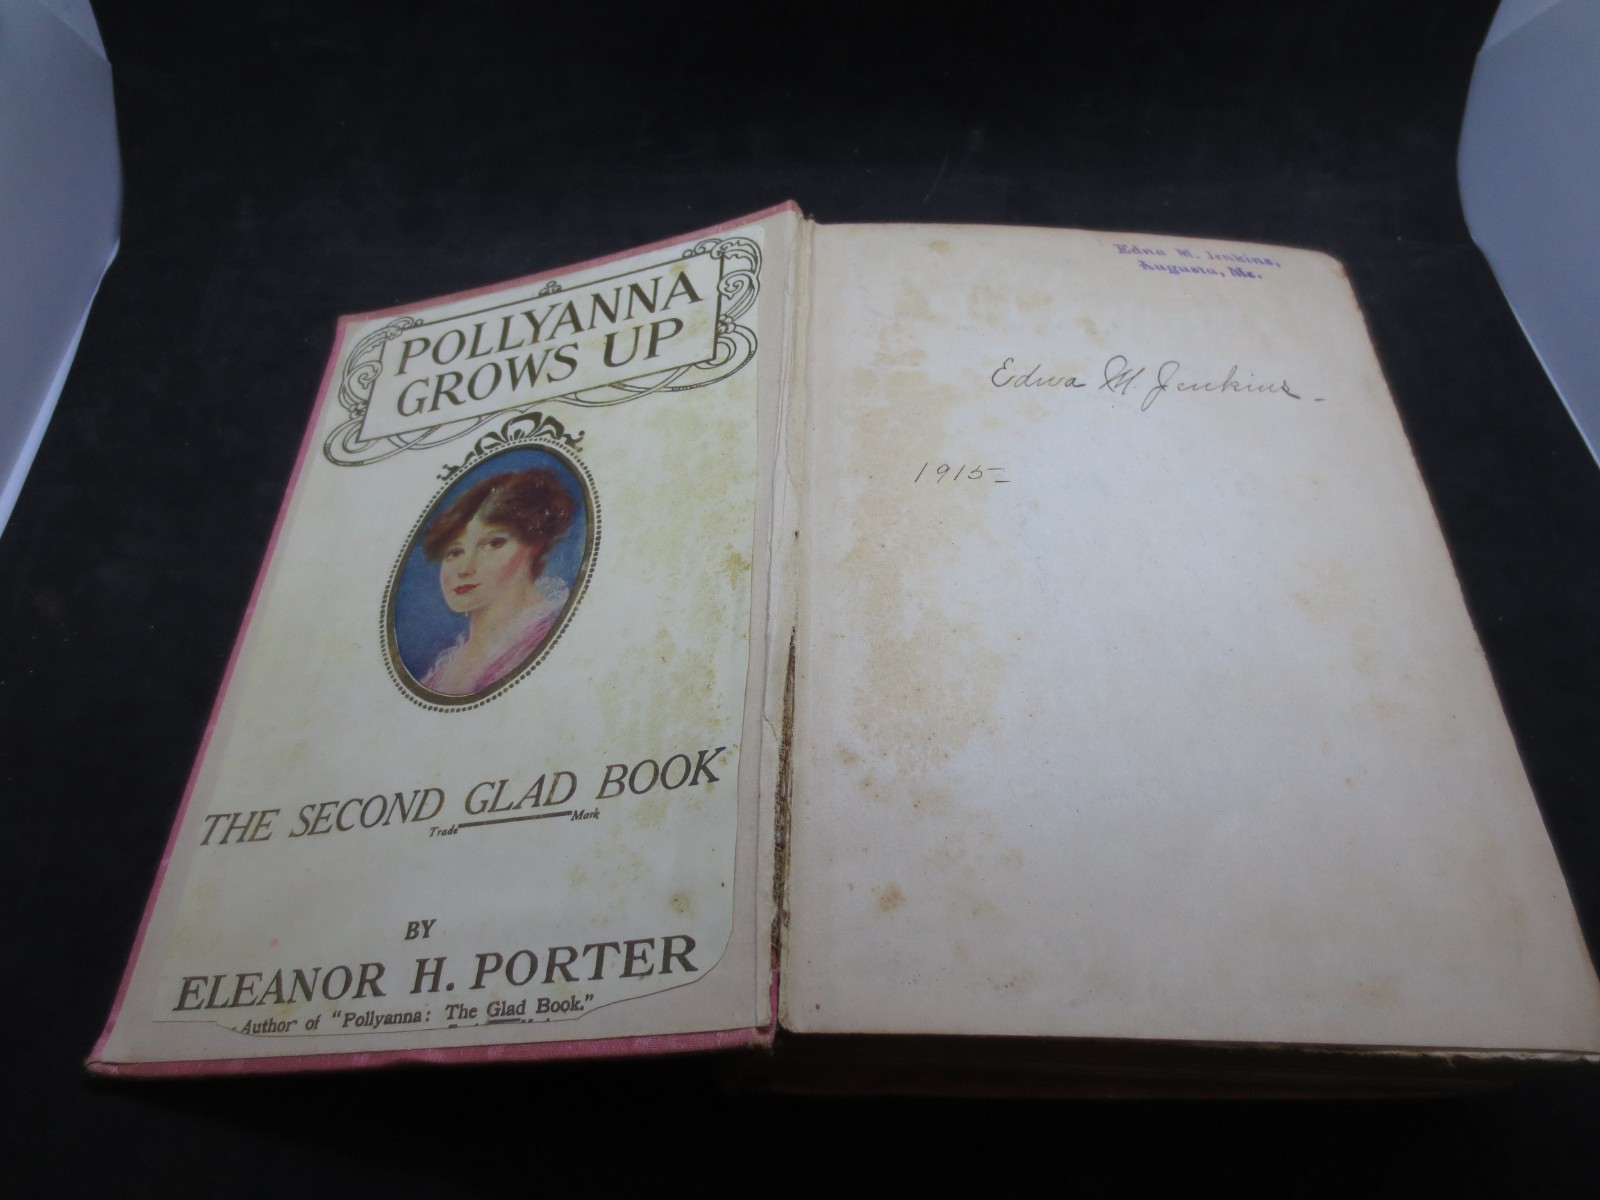 POLLYANNA
GROWS UP
THE SECOND GLAD BOOK
Trade Mark
BY
ELEANOR H. PORTER
Author of "Pollyanna: The Glad Book."
Edna M. Jenkins,
Augusta, Me.
Edna M. Jenkins -
1915-